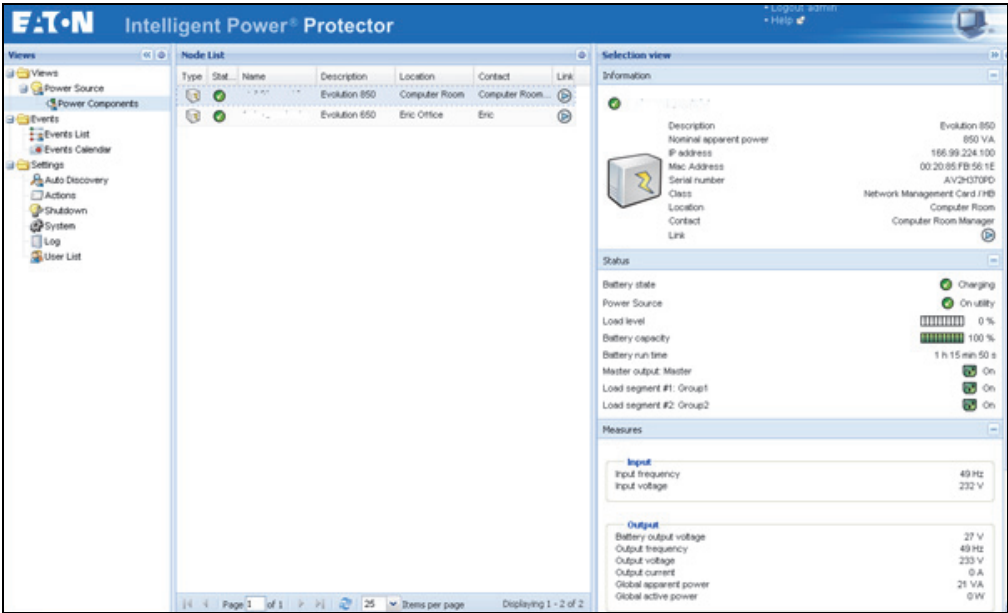 EATON Intelligent Power® Protector
• Logout admin
• Help
Views
Node List
Selection view
Views
Power Source
Power Components
Events
Events List
Events Calendar
Settings
Auto Discovery
Actions
Shutdown
System
Log
User List
Type Stat... Name Description Location Contact Link
Evolution 850 Computer Room Computer Room...
Evolution 650 Eric Office Eric
Page 1 of 1 25 Items per page Displaying 1 - 2 of 2
Information
Description Evolution 850
Nominal apparent power 850 VA
IP address 166.99.224.100
Mac Address 00:20:85:FB:56:1E
Serial number AV2H370PD
Class Network Management Card / HB
Location Computer Room
Contact Computer Room Manager
Link
Status
Battery state Charging
Power Source On utility
Load level 0 %
Battery capacity 100 %
Battery run time 1 h 15 min 50 s
Master output: Master On
Load segment #1: Group1 On
Load segment #2: Group2 On
Measures
Input
Input frequency 49 Hz
Input voltage 232 V
Output
Battery output voltage 27 V
Output frequency 49 Hz
Output voltage 233 V
Output current 0 A
Global apparent power 21 VA
Global active power 0 W